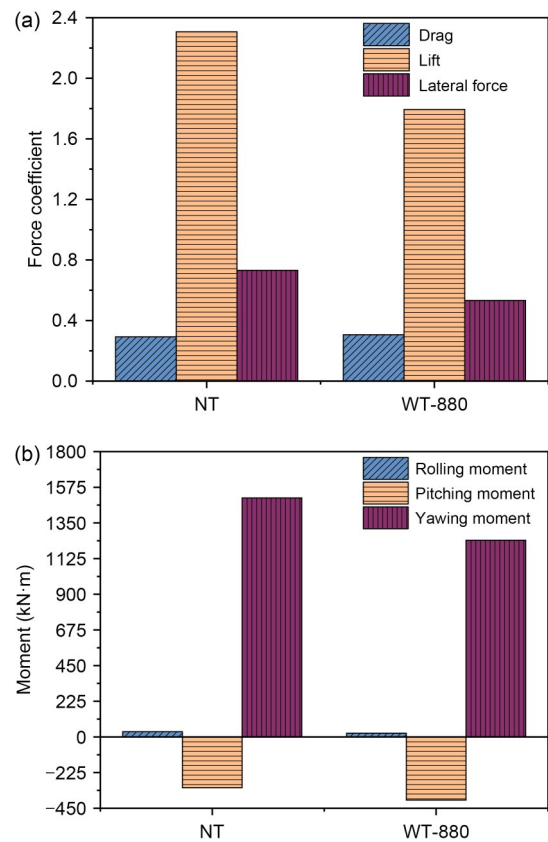 (a)
2.4
2.0
1.6
1.2
0.8
0.4
0.0
Force coefficient
Drag
Lift
Lateral force
NT
WT-880
(b)
1800
1575
1350
1125
900
675
450
225
0
−225
−450
Moment (kN·m)
Rolling moment
Pitching moment
Yawing moment
NT
WT-880